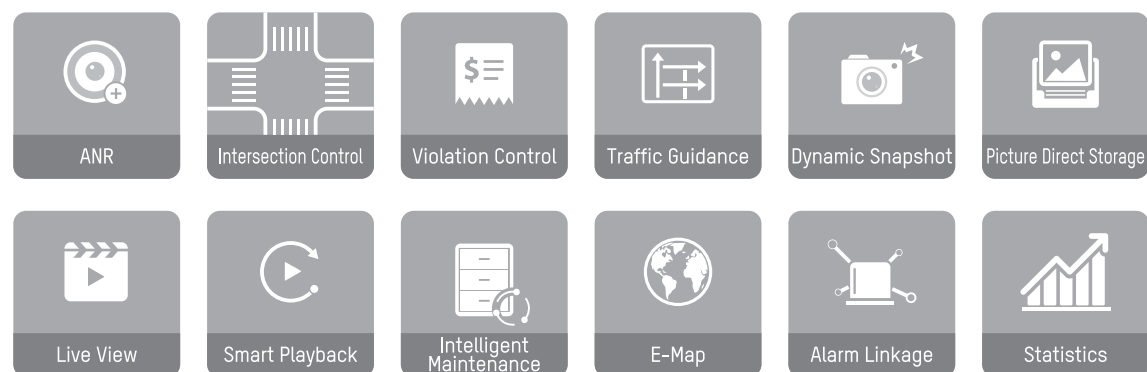 ANR
Intersection Control
Violation Control
Traffic Guidance
Dynamic Snapshot
Picture Direct Storage
Live View
Smart Playback
Intelligent
Maintenance
E-Map
Alarm Linkage
Statistics
$